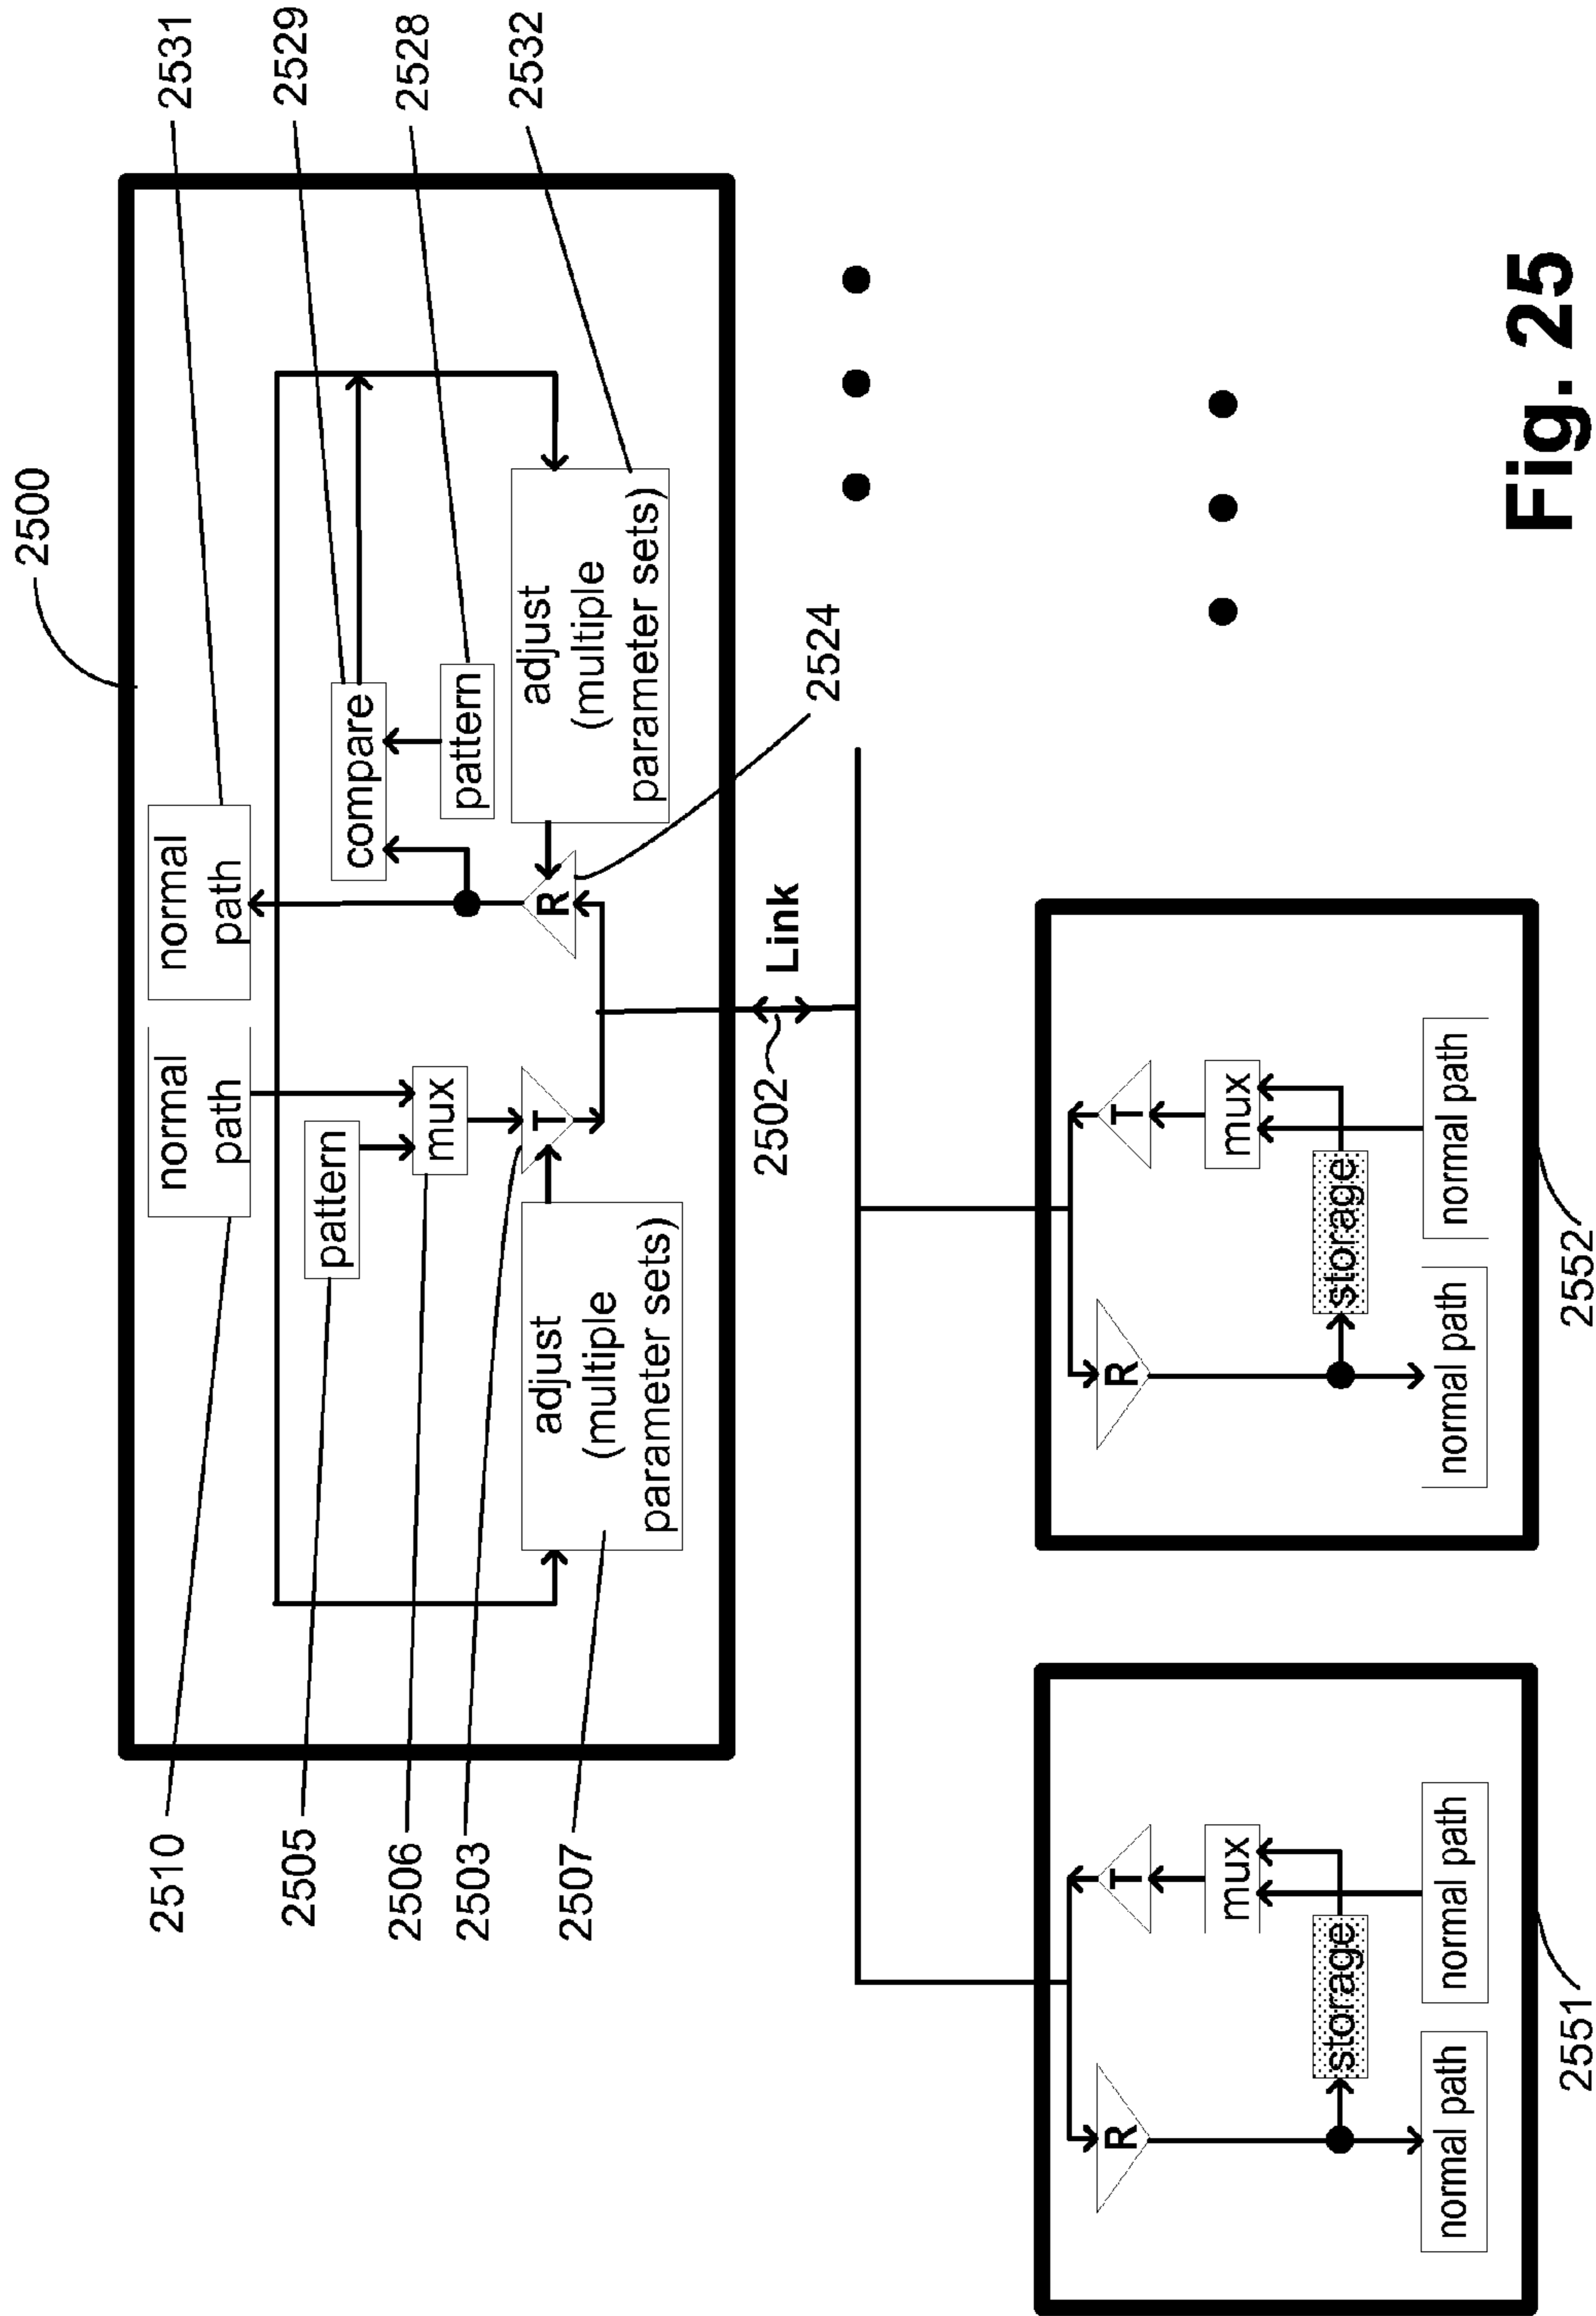 2500
2510
2505
2506
2503
2507
2531
2529
2528
2532
normal
path
normal
path
pattern
mux
T
adjust
(multiple
parameter sets)
compare
pattern
R
adjust
(multiple
parameter sets)
2524
2502
Link
R
T
mux
storage
normal path
normal path
2551
R
T
mux
storage
normal path
normal path
2552
Fig. 25